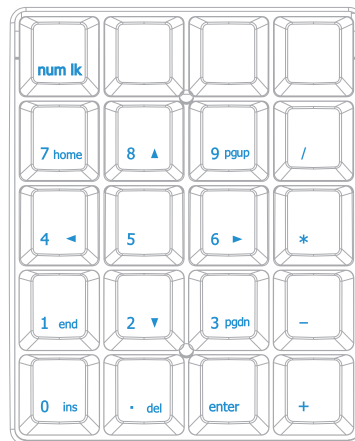 num lk
7 home 8 ▲ 9 pgup /
4 ◄ 5 6 ► *
1 end 2 ▼ 3 pgdn –
0 ins . del enter +